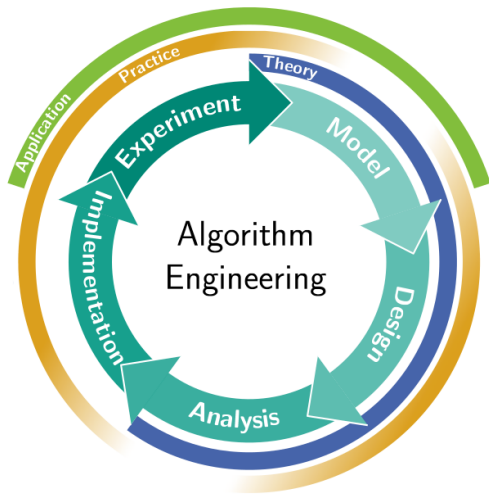 Application
Practice
Theory
Experiment
Model
Implementation
Algorithm
Engineering
Design
Analysis